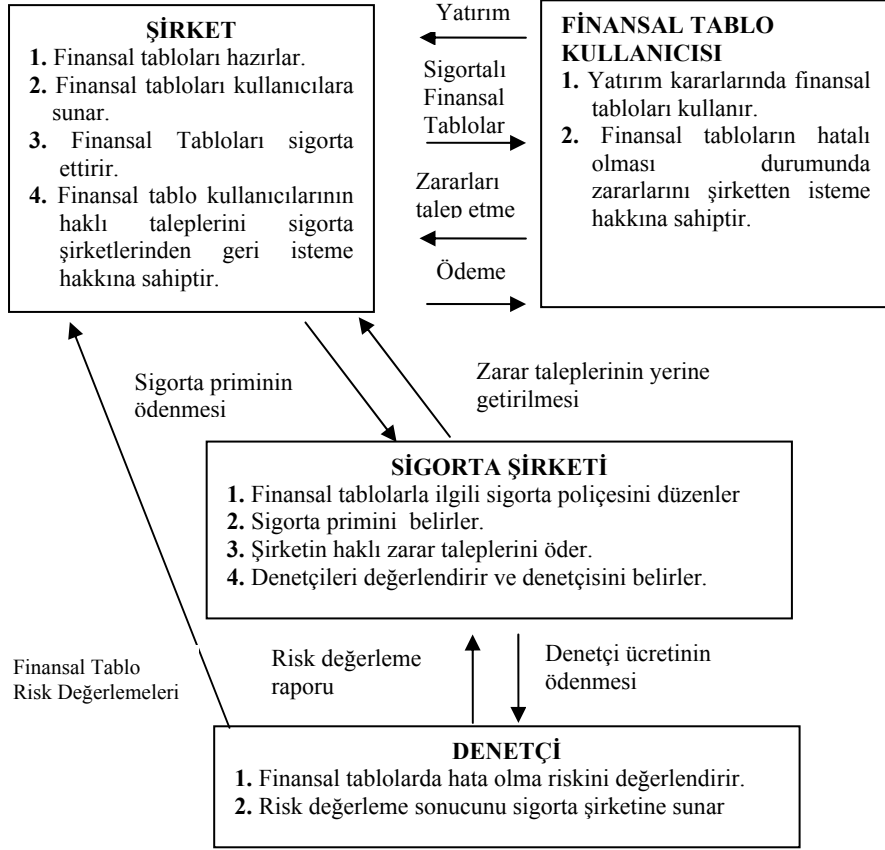 ŞİRKET
1. Finansal tabloları hazırlar.
2. Finansal tabloları kullanıcılara
sunar.
3. Finansal Tabloları sigorta
ettirir.
4. Finansal tablo kullanıcılarının
haklı taleplerini sigorta
şirketlerinden geri isteme
hakkına sahiptir.
Yatırım
Sigortalı
Finansal
Tablolar
Zararları
talep etme
Ödeme
FİNANSAL TABLO
KULLANICISI
1. Yatırım kararlarında finansal
tabloları kullanır.
2. Finansal tabloların hatalı
olması durumunda
zararlarını şirketten isteme
hakkına sahiptir.
Sigorta priminin
ödenmesi
Zarar taleplerinin yerine
getirilmesi
SİGORTA ŞİRKETİ
1. Finansal tablolarla ilgili sigorta poliçesini düzenler
2. Sigorta primini belirler.
3. Şirketin haklı zarar taleplerini öder.
4. Denetçileri değerlendirir ve denetçisini belirler.
Finansal Tablo
Risk Değerlemeleri
Risk değerleme
raporu
Denetçi ücretinin
ödenmesi
DENETÇİ
1. Finansal tablolarda hata olma riskini değerlendirir.
2. Risk değerleme sonucunu sigorta şirketine sunar